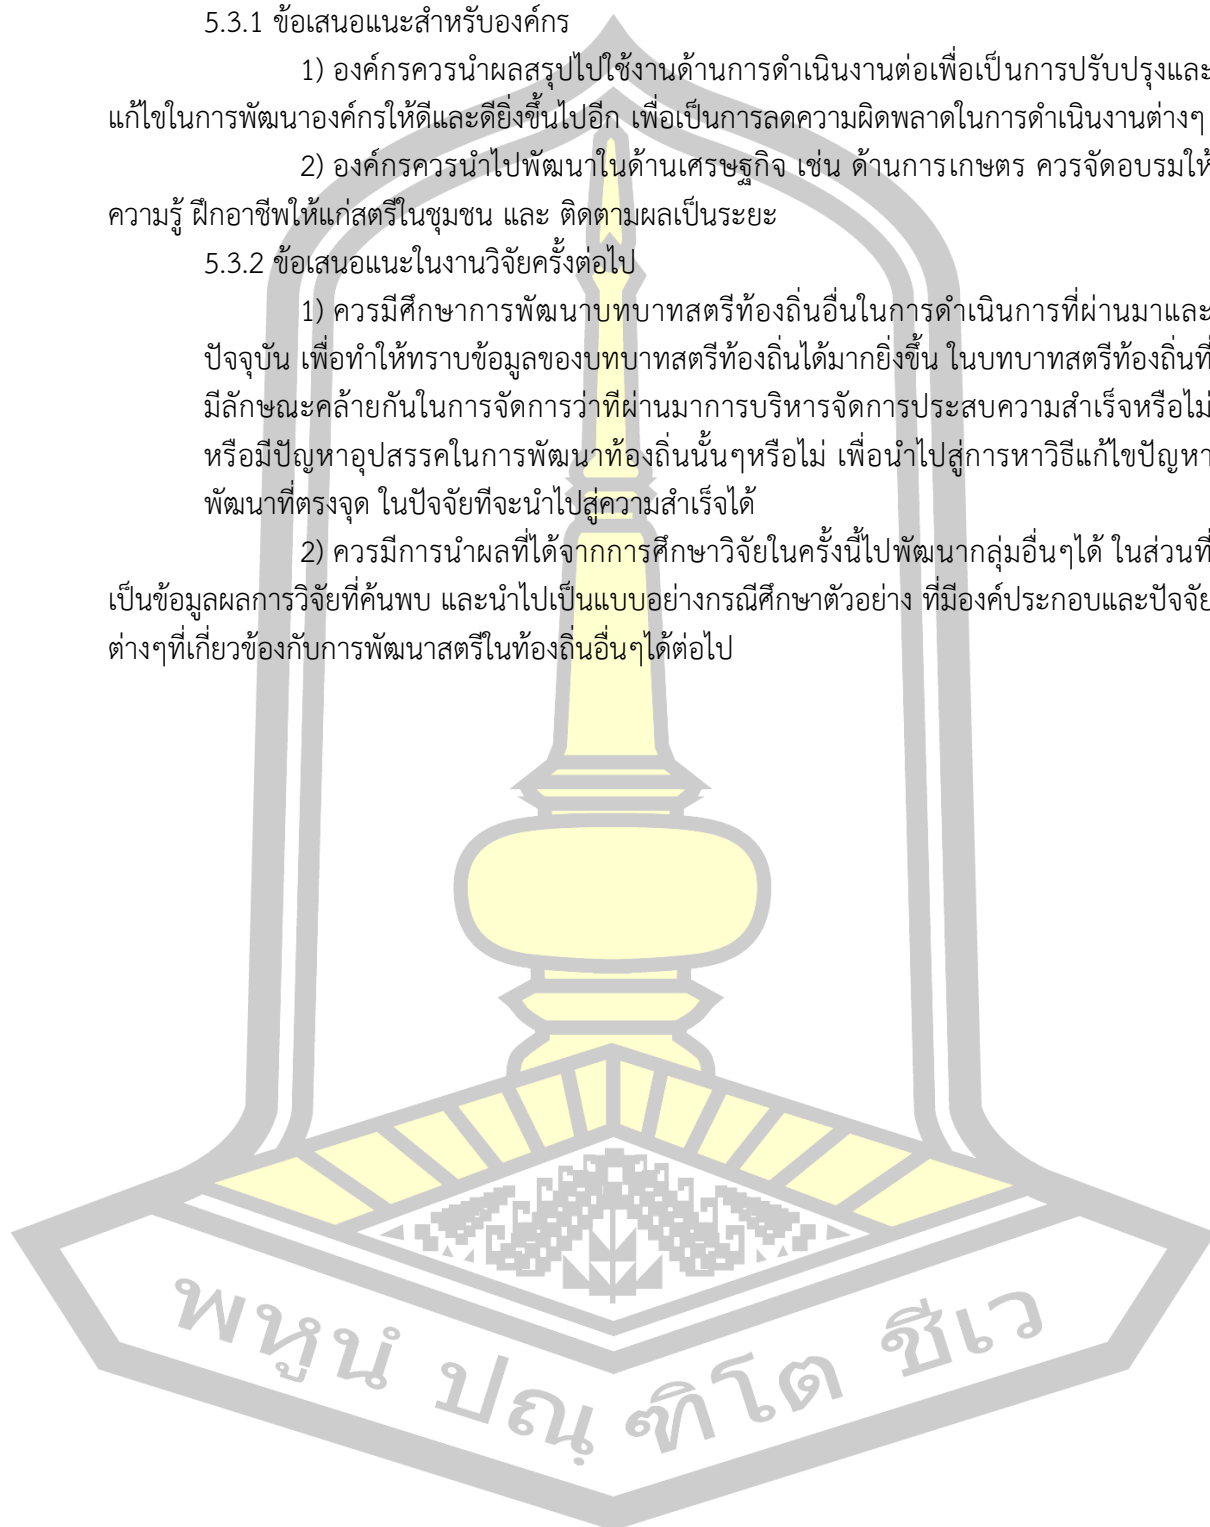 5.3.1 ข้อเสนอแนะสำหรับองค์กร
1) องค์กรควรนำผลสรุปไปใช้งานด้านการดำเนินงานต่อเพื่อเป็นการปรับปรุงและ
แก้ไขในการพัฒนาองค์กรให้ดีและดียิ่งขึ้นไปอีก เพื่อเป็นการลดความผิดพลาดในการดำเนินงานต่างๆ
2) องค์กรควรนำไปพัฒนาในด้านเศรษฐกิจ เช่น ด้านการเกษตร ควรจัดอบรมให้
ความรู้ ฝึกอาชีพให้แก่สตรีในชุมชน และ ติดตามผลเป็นระยะ
5.3.2 ข้อเสนอแนะในงานวิจัยครั้งต่อไป
1) ควรมีศึกษาการพัฒนาบทบาทสตรีท้องถิ่นอื่นในการดำเนินการที่ผ่านมาและ
ปัจจุบัน เพื่อทำให้ทราบข้อมูลของบทบาทสตรีท้องถิ่นได้มากยิ่งขึ้น ในบทบาทสตรีท้องถิ่นที่
มีลักษณะคล้ายกันในการจัดการว่าทีผ่านมาการบริหารจัดการประสบความสำเร็จหรือไม่
หรือมีปัญหาอุปสรรคในการพัฒนาท้องถิ่นนั้นๆหรือไม่ เพื่อนำไปสู่การหาวิธีแก้ไขปัญหา
พัฒนาที่ตรงจุด ในปัจจัยทีจะนำไปสู่ความสำเร็จได้
2) ควรมีการนำผลที่ได้จากการศึกษาวิจัยในครั้งนี้ไปพัฒนากลุ่มอื่นๆได้ ในส่วนที่
เป็นข้อมูลผลการวิจัยที่ค้นพบ และนำไปเป็นแบบอย่างกรณีศึกษาตัวอย่าง ที่มีองค์ประกอบและปัจจัย
ต่างๆที่เกี่ยวข้องกับการพัฒนาสตรีในท้องถิ่นอื่นๆได้ต่อไป
พหูนํ ปณฺ ฑิโต ชีเว